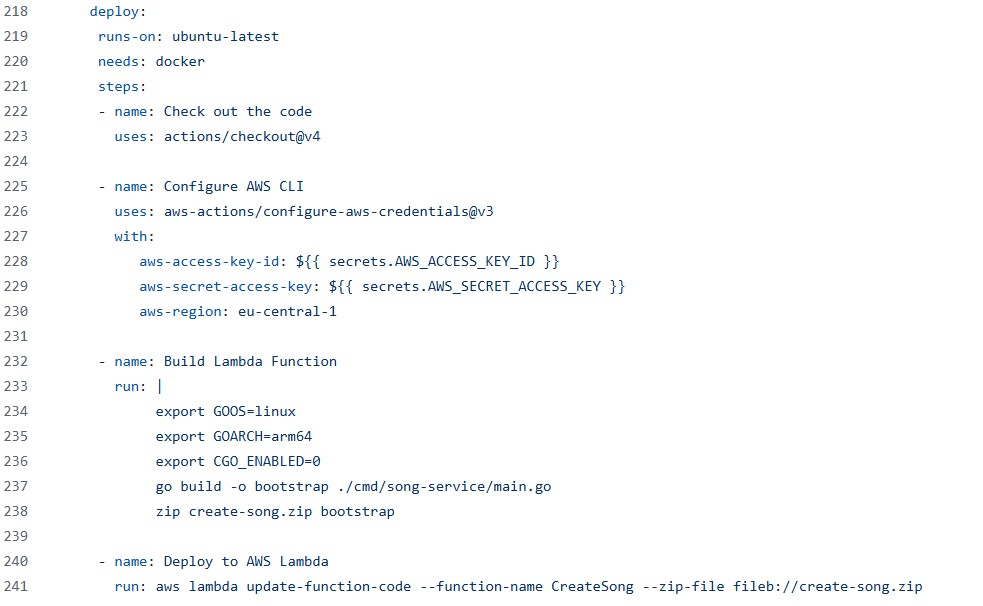 218 deploy:
219 runs-on: ubuntu-latest
220 needs: docker
221 steps:
222 - name: Check out the code
223 uses: actions/checkout@v4
224
225 - name: Configure AWS CLI
226 uses: aws-actions/configure-aws-credentials@v3
227 with:
228 aws-access-key-id: ${{ secrets.AWS_ACCESS_KEY_ID }}
229 aws-secret-access-key: ${{ secrets.AWS_SECRET_ACCESS_KEY }}
230 aws-region: eu-central-1
231
232 - name: Build Lambda Function
233 run: |
234 export GOOS=linux
235 export GOARCH=arm64
236 export CGO_ENABLED=0
237 go build -o bootstrap ./cmd/song-service/main.go
238 zip create-song.zip bootstrap
239
240 - name: Deploy to AWS Lambda
241 run: aws lambda update-function-code --function-name CreateSong --zip-file fileb://create-song.zip